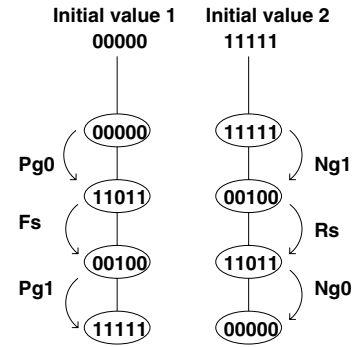 Initial value 1 Initial value 2
00000 11111
00000 11111
Pg0 Ng1
11011 00100
Fs Rs
00100 11011
Pg1 Ng0
11111 00000